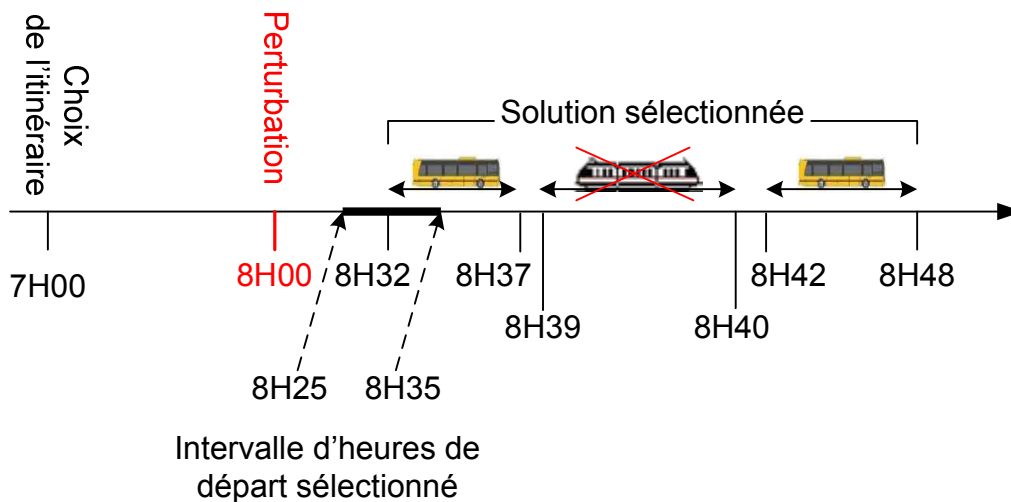 Choix
de l'itinéraire
Perturbation
Solution sélectionnée
7H00
8H00
8H32
8H37
8H42
8H48
8H39
8H40
8H25
8H35
Intervalle d'heures de
départ sélectionné